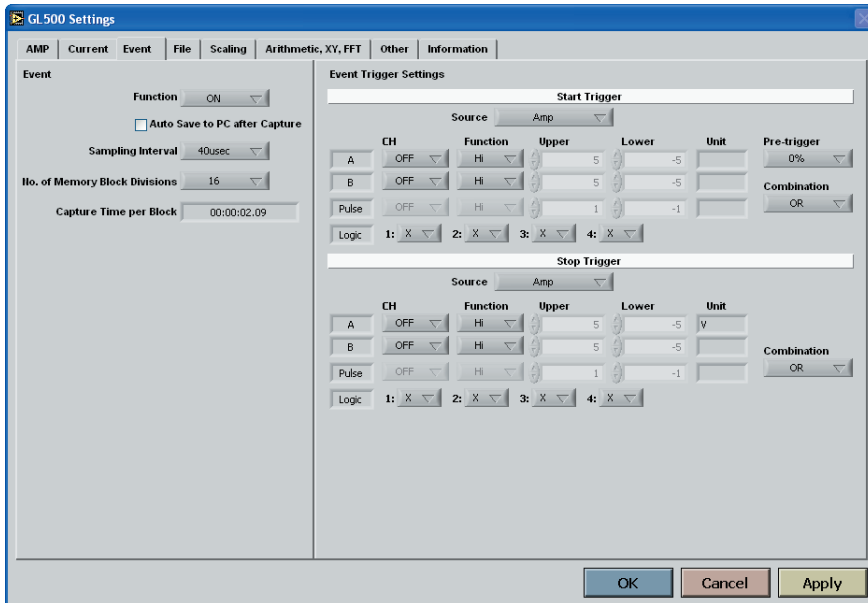 GL500 Settings
AMP Current Event File Scaling Arithmetic, XY, FFT Other Information
Event
Function ON
Auto Save to PC after Capture
Sampling Interval 40usec
No. of Memory Block Divisions 16
Capture Time per Block 00:00:02.09
Event Trigger Settings
Start Trigger
Source Amp
CH Function Upper Lower Unit Pre-trigger
A OFF Hi 5 -5 0%
B OFF Hi 5 -5 Combination
Pulse OFF Hi 1 -1 OR
Logic 1: X 2: X 3: X 4: X
Stop Trigger
Source Amp
CH Function Upper Lower Unit
A OFF Hi 5 -5 V
B OFF Hi 5 -5 Combination
Pulse OFF Hi 1 -1 OR
Logic 1: X 2: X 3: X 4: X
OK Cancel Apply